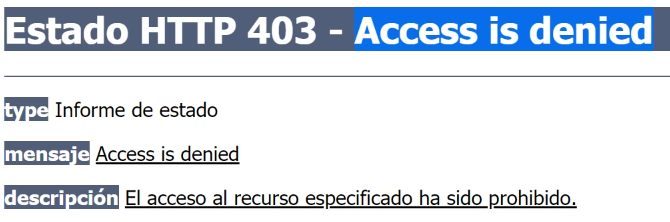 Estado HTTP 403 - Access is denied
type Informe de estado
mensaje Access is denied
descripción El acceso al recurso especificado ha sido prohibido.